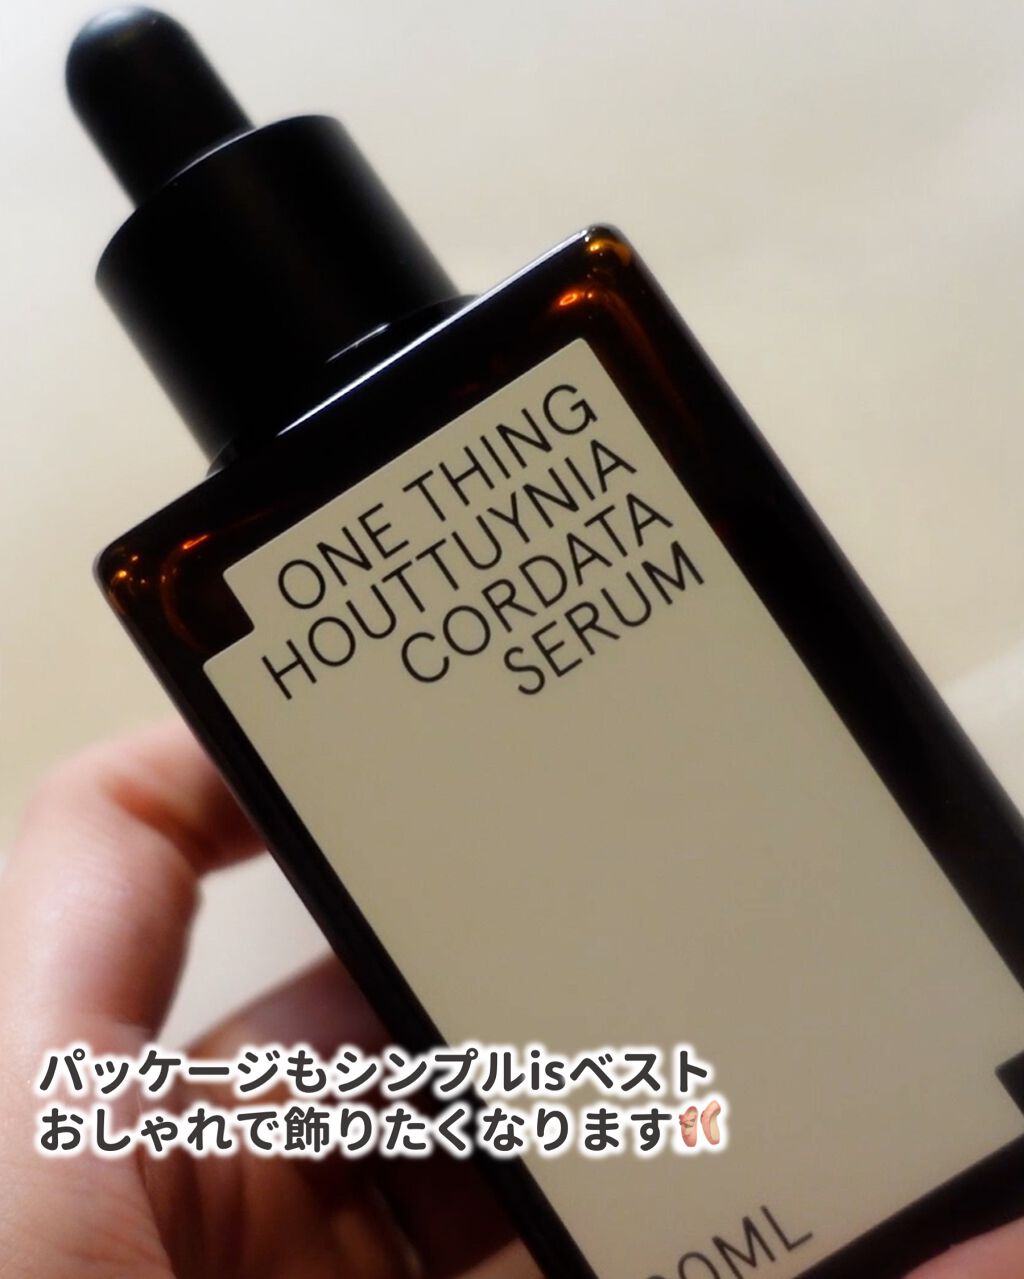 ONE THING
HOUTTUYNIA
CORDATA
SERUM
パッケージもシンプルisベスト
おしゃれで飾りたくなります🩰